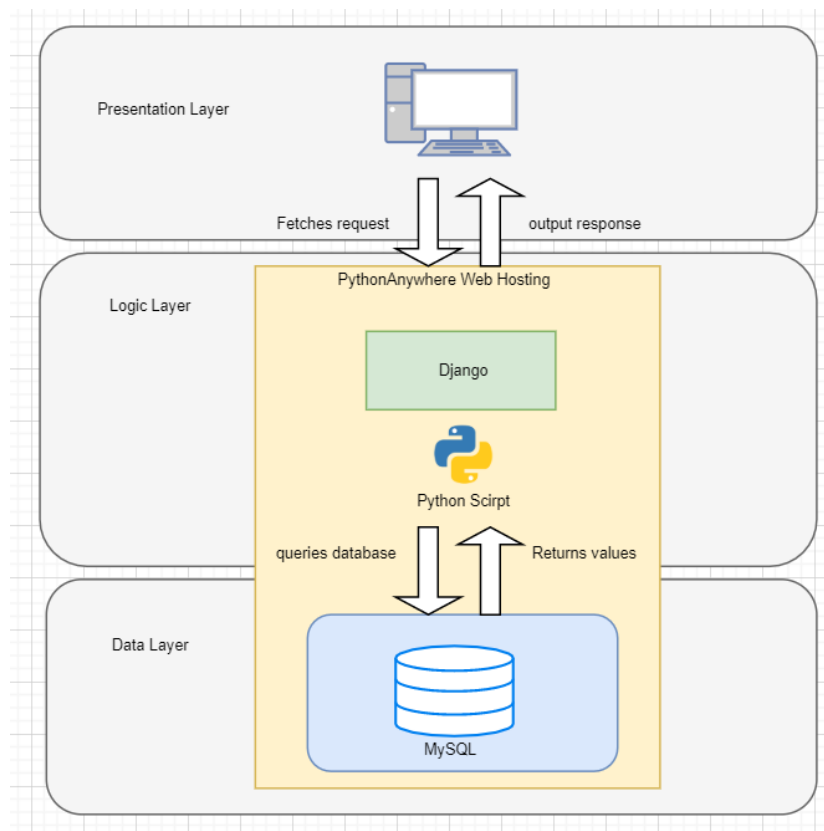 Presentation Layer
Fetches request
output response
PythonAnywhere Web Hosting
Logic Layer
Django
Python Scirpt
queries database
Returns values
Data Layer
MySQL